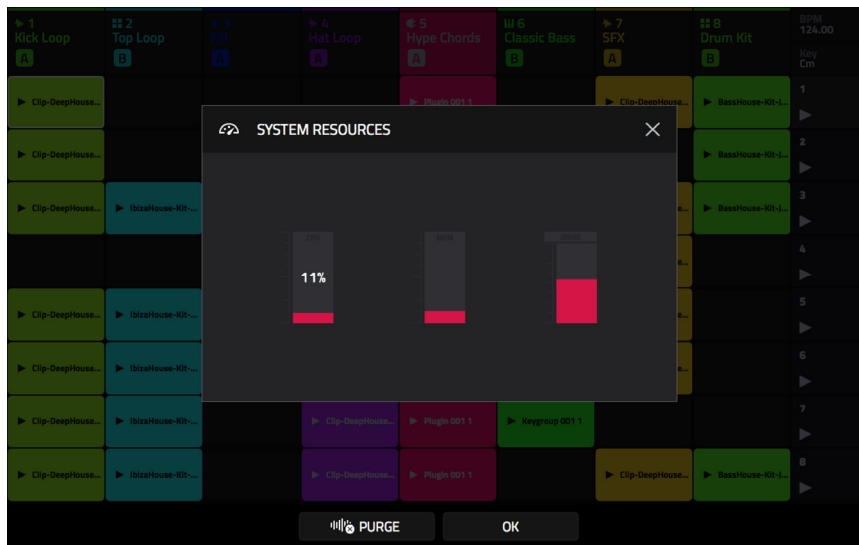 1
Kick Loop
A
2
Top Loop
B
3
Fill
A
4
Hat Loop
A
5
Hype Chords
A
6
Classic Bass
B
7
SFX
A
8
Drum Kit
B
BPM
124.00
Key
Cm
Clip-DeepHouse...
Plugin 001 1
Clip-DeepHouse...
BassHouse-Kit-J...
1
SYSTEM RESOURCES
Clip-DeepHouse...
BassHouse-Kit-J...
2
Clip-DeepHouse...
IbizaHouse-Kit-...
BassHouse-Kit-J...
3
CPU
MEM
11%
4
Clip-DeepHouse...
IbizaHouse-Kit-...
5
Clip-DeepHouse...
IbizaHouse-Kit-...
6
Clip-DeepHouse...
IbizaHouse-Kit-...
Clip-DeepHouse...
Plugin 001 1
Keygroup 001 1
7
Clip-DeepHouse...
IbizaHouse-Kit-...
Clip-DeepHouse...
Plugin 001 1
Clip-DeepHouse...
BassHouse-Kit-J...
8
PURGE
OK